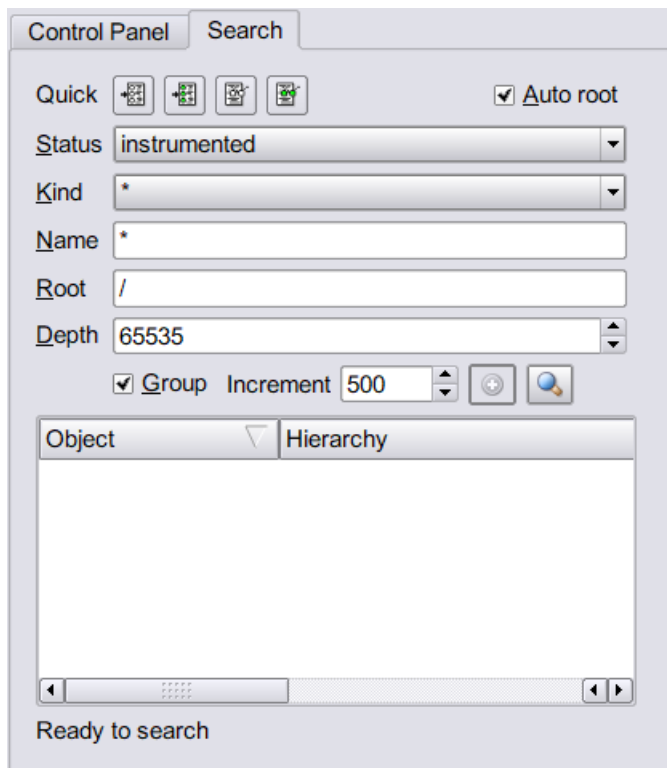 Control Panel Search
Quick Auto root
Status instrumented
Kind *
Name *
Root /
Depth 65535
Group Increment 500
Object Hierarchy
Ready to search